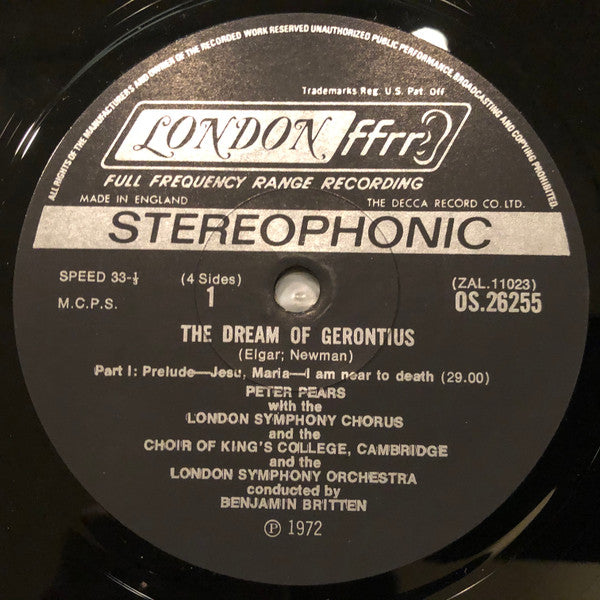 ALL RIGHTS OF THE MANUFACTURERS AND OWNER OF THE RECORDED WORK RESERVED UNAUTHORIZED PUBLIC PERFORMANCE BROADCASTING AND COPYING PROHIBITED.
Trademarks Reg. U.S. Pat. Off.
LONDON ffrr
FULL FREQUENCY RANGE RECORDING
MADE IN ENGLAND THE DECCA RECORD CO. LTD.
STEREOPHONIC
SPEED 33-⅓ (4 Sides) (ZAL.11023)
M.C.P.S. 1 OS.26255
THE DREAM OF GERONTIUS
(Elgar; Newman)
Part I: Prelude—Jesu, Maria—I am near to death (29.00)
PETER PEARS
with the
LONDON SYMPHONY CHORUS
and the
CHOIR OF KING'S COLLEGE, CAMBRIDGE
and the
LONDON SYMPHONY ORCHESTRA
conducted by
BENJAMIN BRITTEN
℗ 1972